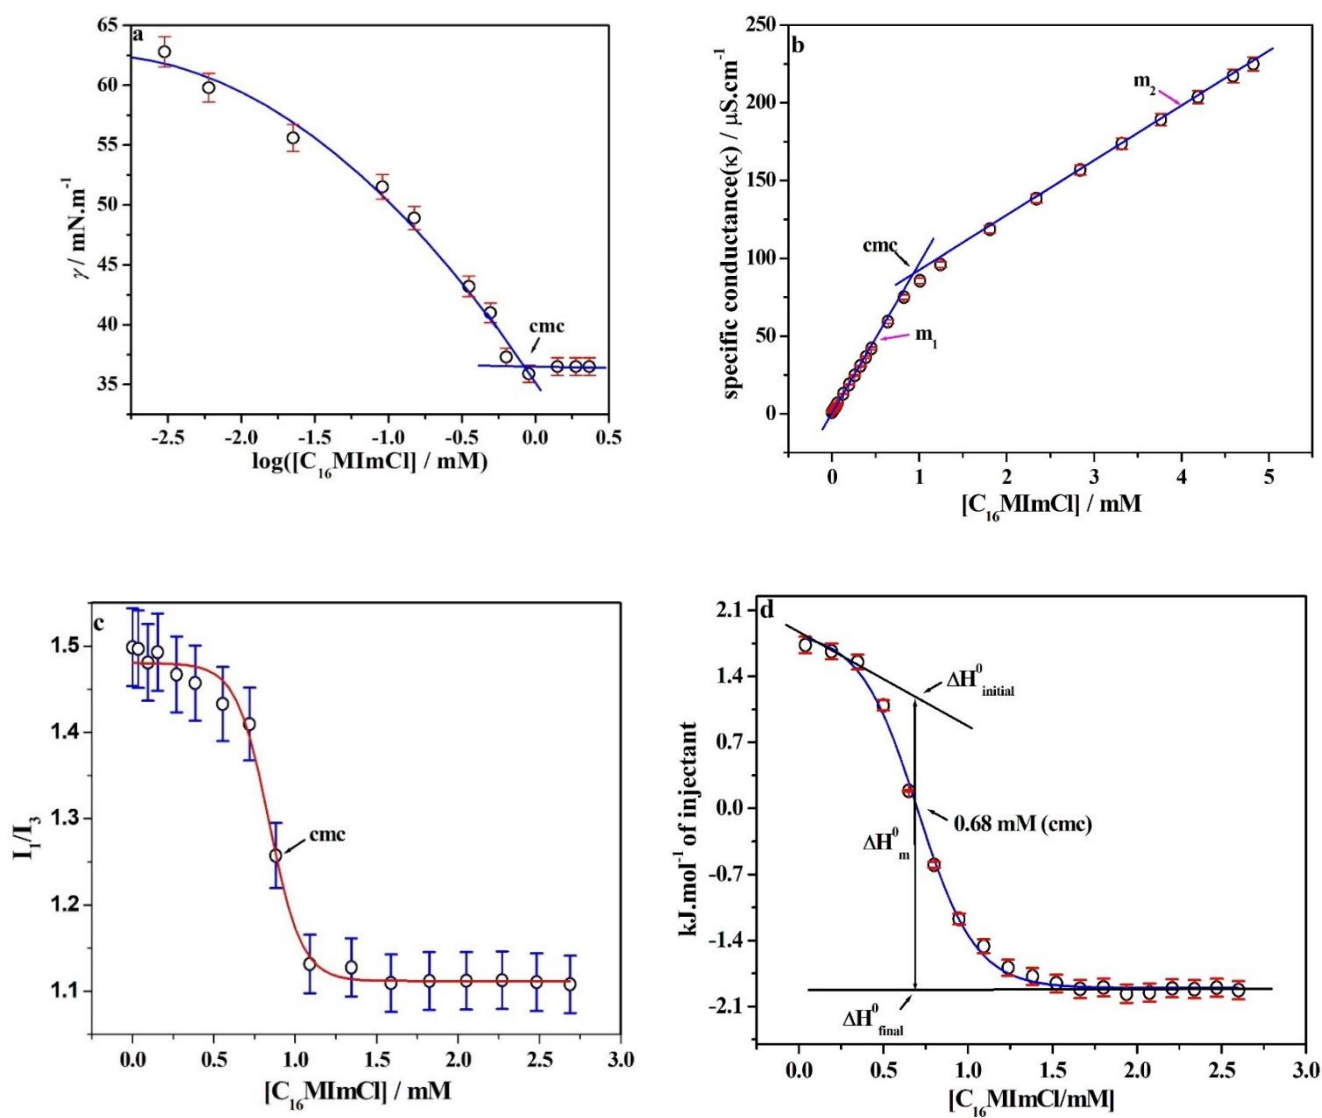 a
65
60
55
50
45
40
35
γ / mN.m⁻¹
cmc
-2.5 -2.0 -1.5 -1.0 -0.5 0.0 0.5
log([C₁₆MImCl] / mM)
b
250
200
150
100
50
0
specific conductance(κ) / μS.cm⁻¹
m₂
cmc
m₁
0 1 2 3 4 5
[C₁₆MImCl] / mM
c
1.5
1.4
1.3
1.2
1.1
I₁/I₃
cmc
0.0 0.5 1.0 1.5 2.0 2.5 3.0
[C₁₆MImCl] / mM
d
2.1
1.4
0.7
0.0
-0.7
-1.4
-2.1
kJ.mol⁻¹ of injectant
ΔH⁰initial
0.68 mM (cmc)
ΔH⁰m
ΔH⁰final
0.0 0.5 1.0 1.5 2.0 2.5 3.0
[C₁₆MImCl/mM]